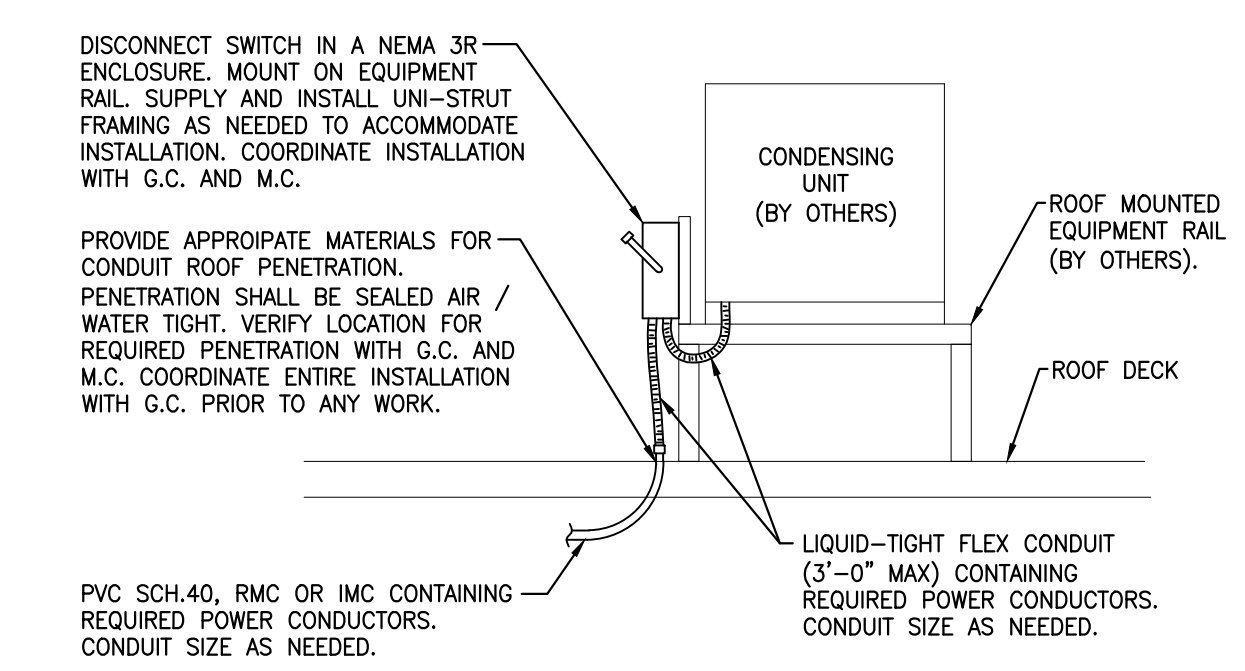 DISCONNECT SWITCH IN A NEMA 3R
ENCLOSURE. MOUNT ON EQUIPMENT
RAIL. SUPPLY AND INSTALL UNI-STRUT
FRAMING AS NEEDED TO ACCOMMODATE
INSTALLATION. COORDINATE INSTALLATION
WITH G.C. AND M.C.
PROVIDE APPROIPATE MATERIALS FOR
CONDUIT ROOF PENETRATION.
PENETRATION SHALL BE SEALED AIR /
WATER TIGHT. VERIFY LOCATION FOR
REQUIRED PENETRATION WITH G.C. AND
M.C. COORDINATE ENTIRE INSTALLATION
WITH G.C. PRIOR TO ANY WORK.
PVC SCH.40, RMC OR IMC CONTAINING
REQUIRED POWER CONDUCTORS.
CONDUIT SIZE AS NEEDED.
CONDENSING
UNIT
(BY OTHERS)
ROOF MOUNTED
EQUIPMENT RAIL
(BY OTHERS).
ROOF DECK
LIQUID-TIGHT FLEX CONDUIT
(3'-0" MAX) CONTAINING
REQUIRED POWER CONDUCTORS.
CONDUIT SIZE AS NEEDED.